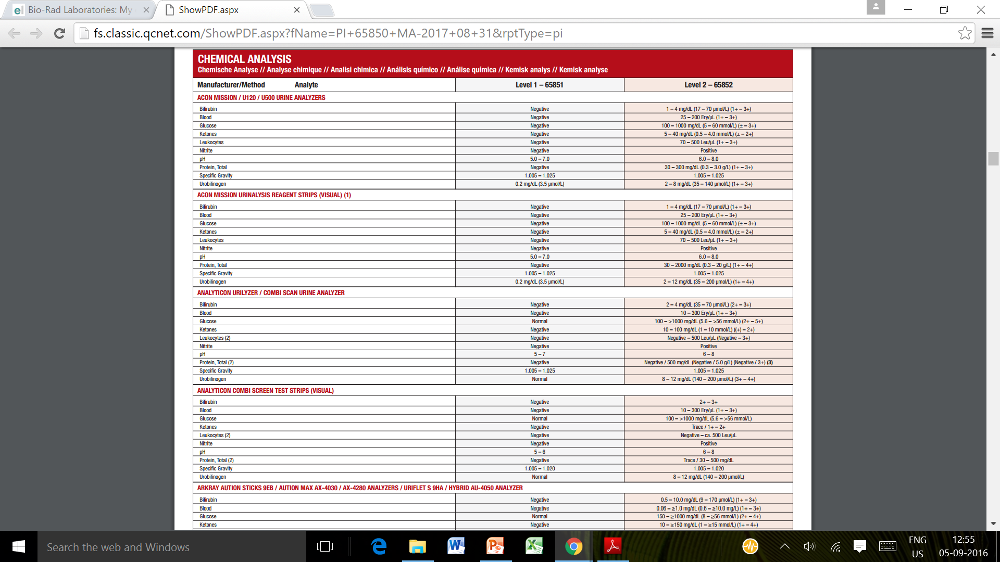 Bio-Rad Laboratories: My
ShowPDF.aspx
fs.classic.qcnet.com/ShowPDF.aspx?fName=PI+65850+MA-2017+08+31&rptType=pi
CHEMICAL ANALYSIS
Chemische Analyse // Analyse chimique // Analisi chimica // Análisis químico // Análise química // Kemisk analys // Kemisk analyse
Manufacturer/Method Analyte Level 1 – 65851 Level 2 – 65852
ACON MISSION / U120 / U500 URINE ANALYZERS
Bilirubin Negative 1 – 4 mg/dL (17 – 70 µmol/L) (1+ – 3+)
Blood Negative 25 – 200 Ery/µL (1+ – 3+)
Glucose Negative 100 – 1000 mg/dL (5 – 60 mmol/L) (± – 3+)
Ketones Negative 5 – 40 mg/dL (0.5 – 4.0 mmol/L) (± – 2+)
Leukocytes Negative 70 – 500 Leu/µL (1+ – 3+)
Nitrite Negative Positive
pH 5.0 – 7.0 6.0 – 8.0
Protein, Total Negative 30 – 300 mg/dL (0.3 – 3.0 g/L) (1+ – 3+)
Specific Gravity 1.005 – 1.025 1.005 – 1.025
Urobilinogen 0.2 mg/dL (3.5 µmol/L) 2 – 8 mg/dL (35 – 140 µmol/L) (1+ – 3+)
ACON MISSION URINALYSIS REAGENT STRIPS (VISUAL) (1)
Bilirubin Negative 1 – 4 mg/dL (17 – 70 µmol/L) (1+ – 3+)
Blood Negative 25 – 200 Ery/µL (1+ – 3+)
Glucose Negative 100 – 1000 mg/dL (5 – 60 mmol/L) (± – 3+)
Ketones Negative 5 – 40 mg/dL (0.5 – 4.0 mmol/L) (± – 2+)
Leukocytes Negative 70 – 500 Leu/µL (1+ – 3+)
Nitrite Negative Positive
pH 5.0 – 7.0 6.0 – 8.0
Protein, Total Negative 30 – 2000 mg/dL (0.3 – 20 g/L) (1+ – 4+)
Specific Gravity 1.005 – 1.025 1.005 – 1.025
Urobilinogen 0.2 mg/dL (3.5 µmol/L) 2 – 12 mg/dL (35 – 200 µmol/L) (1+ – 4+)
ANALYTICON URILYZER / COMBI SCAN URINE ANALYZER
Bilirubin Negative 2 – 4 mg/dL (35 – 70 µmol/L) (2+ – 3+)
Blood Negative 10 – 300 Ery/µL (1+ – 3+)
Glucose Normal 100 – >1000 mg/dL (5.6 – >56 mmol/L) (2+ – 5+)
Ketones Negative 10 – 100 mg/dL (1 – 10 mmol/L) ((+) – 2+)
Leukocytes (2) Negative Negative – 500 Leu/µL (Negative – 3+)
Nitrite Negative Positive
pH 5 – 7 6 – 8
Protein, Total (2) Negative Negative / 500 mg/dL (Negative / 5.0 g/L) (Negative / 3+) (3)
Specific Gravity 1.005 – 1.025 1.005 – 1.025
Urobilinogen Normal 8 – 12 mg/dL (140 – 200 µmol/L) (3+ – 4+)
ANALYTICON COMBI SCREEN TEST STRIPS (VISUAL)
Bilirubin Negative 2+ – 3+
Blood Negative 10 – 300 Ery/µL (1+ – 3+)
Glucose Normal 100 – >1000 mg/dL (5.6 – >56 mmol/L)
Ketones Negative Trace / 1+ – 2+
Leukocytes (2) Negative Negative – ca. 500 Leu/µL
Nitrite Negative Positive
pH 5 – 6 6 – 8
Protein, Total (2) Negative Trace / 30 – 500 mg/dL
Specific Gravity 1.005 – 1.020 1.005 – 1.020
Urobilinogen Normal 8 – 12 mg/dL (140 – 200 µmol/L)
ARKRAY AUTION STICKS 9EB / AUTION MAX AX-4030 / AX-4280 ANALYZERS / URIFLET S 9HA / HYBRID AU-4050 ANALYZER
Bilirubin Negative 0.5 – 10.0 mg/dL (9 – 170 µmol/L) (1+ – 3+)
Blood Negative 0.06 – ≥1.0 mg/dL (0.6 – ≥10.0 mg/L) (1+ – 3+)
Glucose Normal 150 – ≥1000 mg/dL (8 – ≥56 mmol/L) (2+ – 4+)
Ketones Negative 10 – ≥150 mg/dL (1 – ≥15 mmol/L) (1+ – 4+)
Search the web and Windows
ENG
US
12:55
05-09-2016